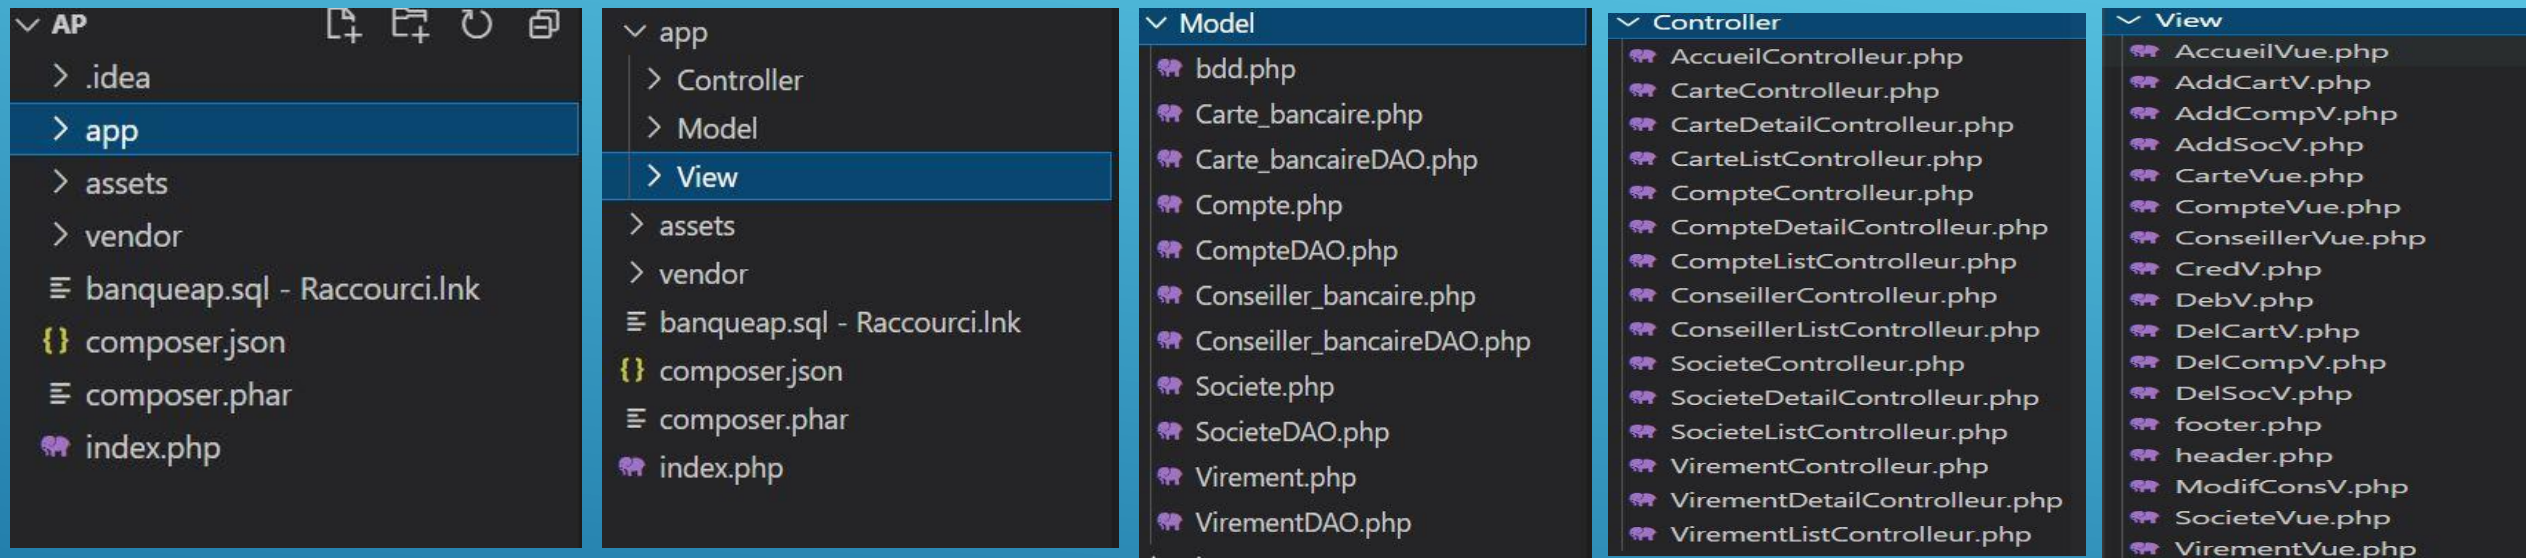 AP
.idea
app
assets
vendor
banqueap.sql - Raccourci.lnk
composer.json
composer.phar
index.php
app
Controller
Model
View
assets
vendor
banqueap.sql - Raccourci.lnk
composer.json
composer.phar
index.php
Model
bdd.php
Carte_bancaire.php
Carte_bancaireDAO.php
Compte.php
CompteDAO.php
Conseiller_bancaire.php
Conseiller_bancaireDAO.php
Societe.php
SocieteDAO.php
Virement.php
VirementDAO.php
Controller
AccueilControlleur.php
CarteControlleur.php
CarteDetailControlleur.php
CarteListControlleur.php
CompteControlleur.php
CompteDetailControlleur.php
CompteListControlleur.php
ConseillerControlleur.php
ConseillerListControlleur.php
SocieteControlleur.php
SocieteDetailControlleur.php
SocieteListControlleur.php
VirementControlleur.php
VirementDetailControlleur.php
VirementListControlleur.php
View
AccueilVue.php
AddCartV.php
AddCompV.php
AddSocV.php
CarteVue.php
CompteVue.php
ConseillerVue.php
CredV.php
DebV.php
DelCartV.php
DelCompV.php
DelSocV.php
footer.php
header.php
ModifConsV.php
SocieteVue.php
VirementVue.php